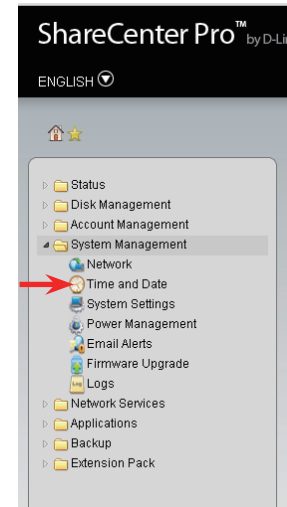 ShareCenter Pro™ by D-Li
ENGLISH
Status
Disk Management
Account Management
System Management
Network
Time and Date
System Settings
Power Management
Email Alerts
Firmware Upgrade
Log Logs
Network Services
Applications
Backup
Extension Pack